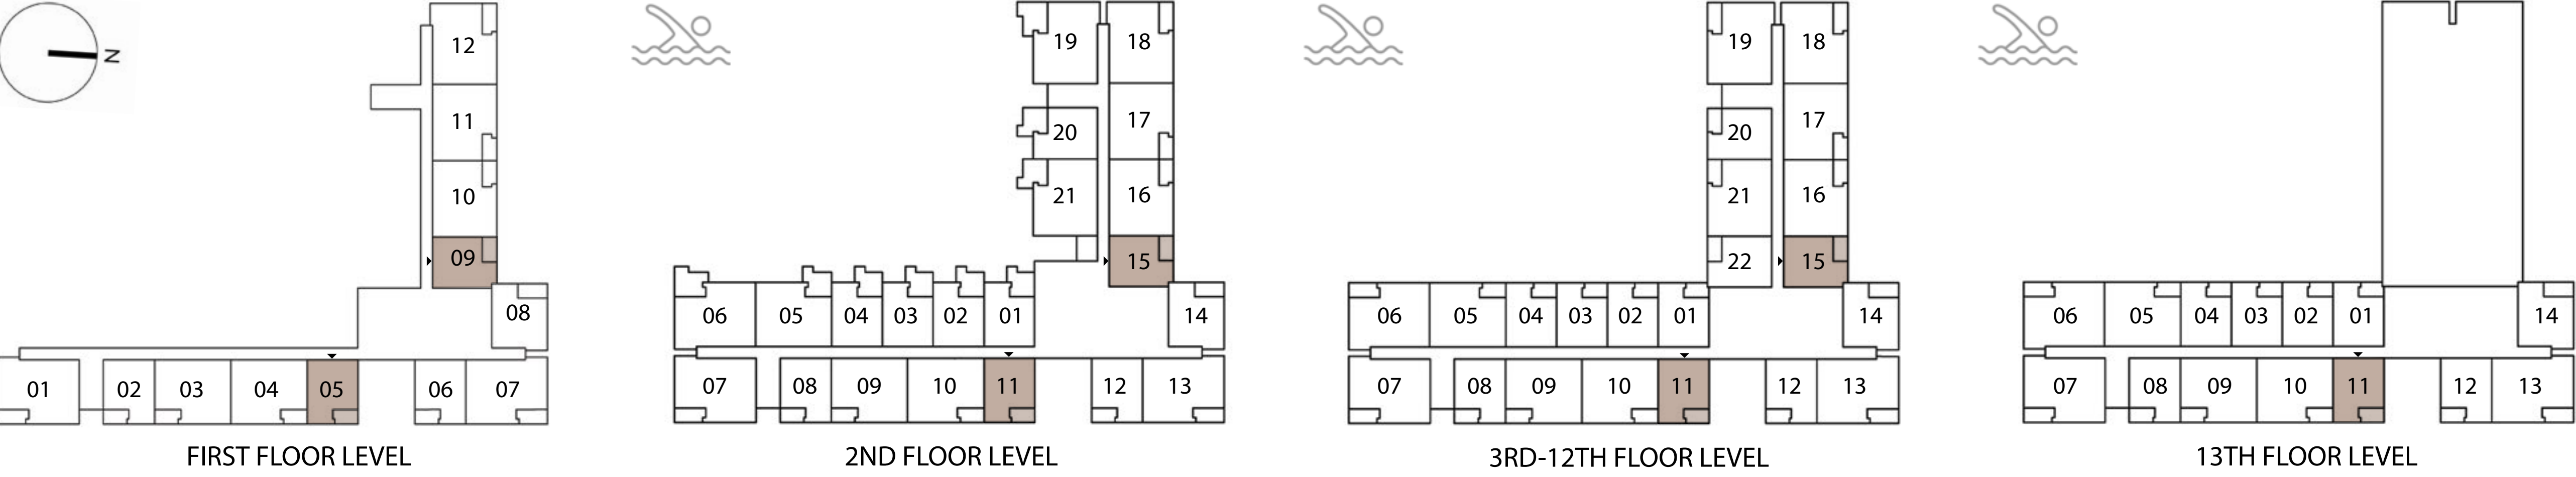 N
12
11
10
09
08
01 02 03 04 05 06 07
FIRST FLOOR LEVEL
19 18
20 17
21 16
15
06 05 04 03 02 01 14
07 08 09 10 11 12 13
2ND FLOOR LEVEL
19 18
20 17
21 16
22 15
06 05 04 03 02 01 14
07 08 09 10 11 12 13
3RD-12TH FLOOR LEVEL
06 05 04 03 02 01 14
07 08 09 10 11 12 13
13TH FLOOR LEVEL